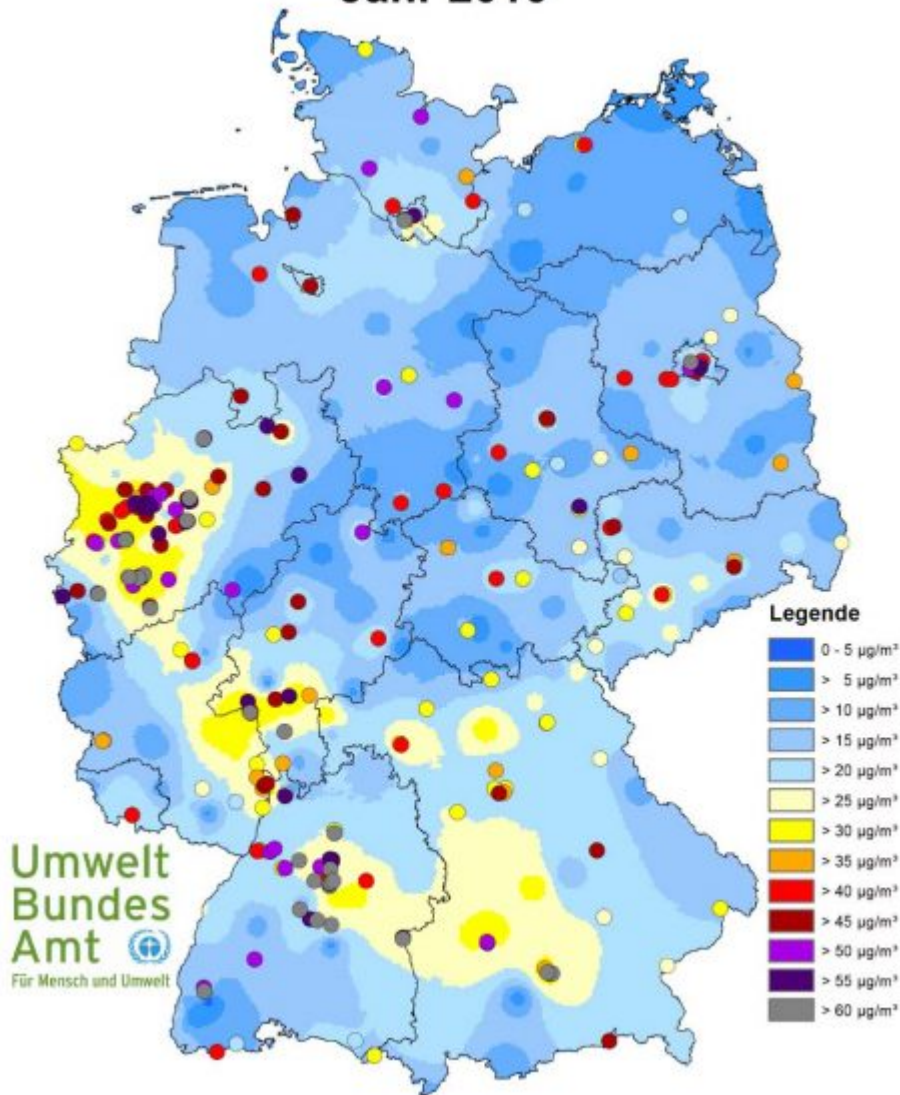 Legende
0 - 5 µg/m³
> 5 µg/m³
> 10 µg/m³
> 15 µg/m³
> 20 µg/m³
> 25 µg/m³
> 30 µg/m³
> 35 µg/m³
> 40 µg/m³
> 45 µg/m³
> 50 µg/m³
> 55 µg/m³
> 60 µg/m³
Umwelt
Bundes
Amt
Für Mensch und Umwelt